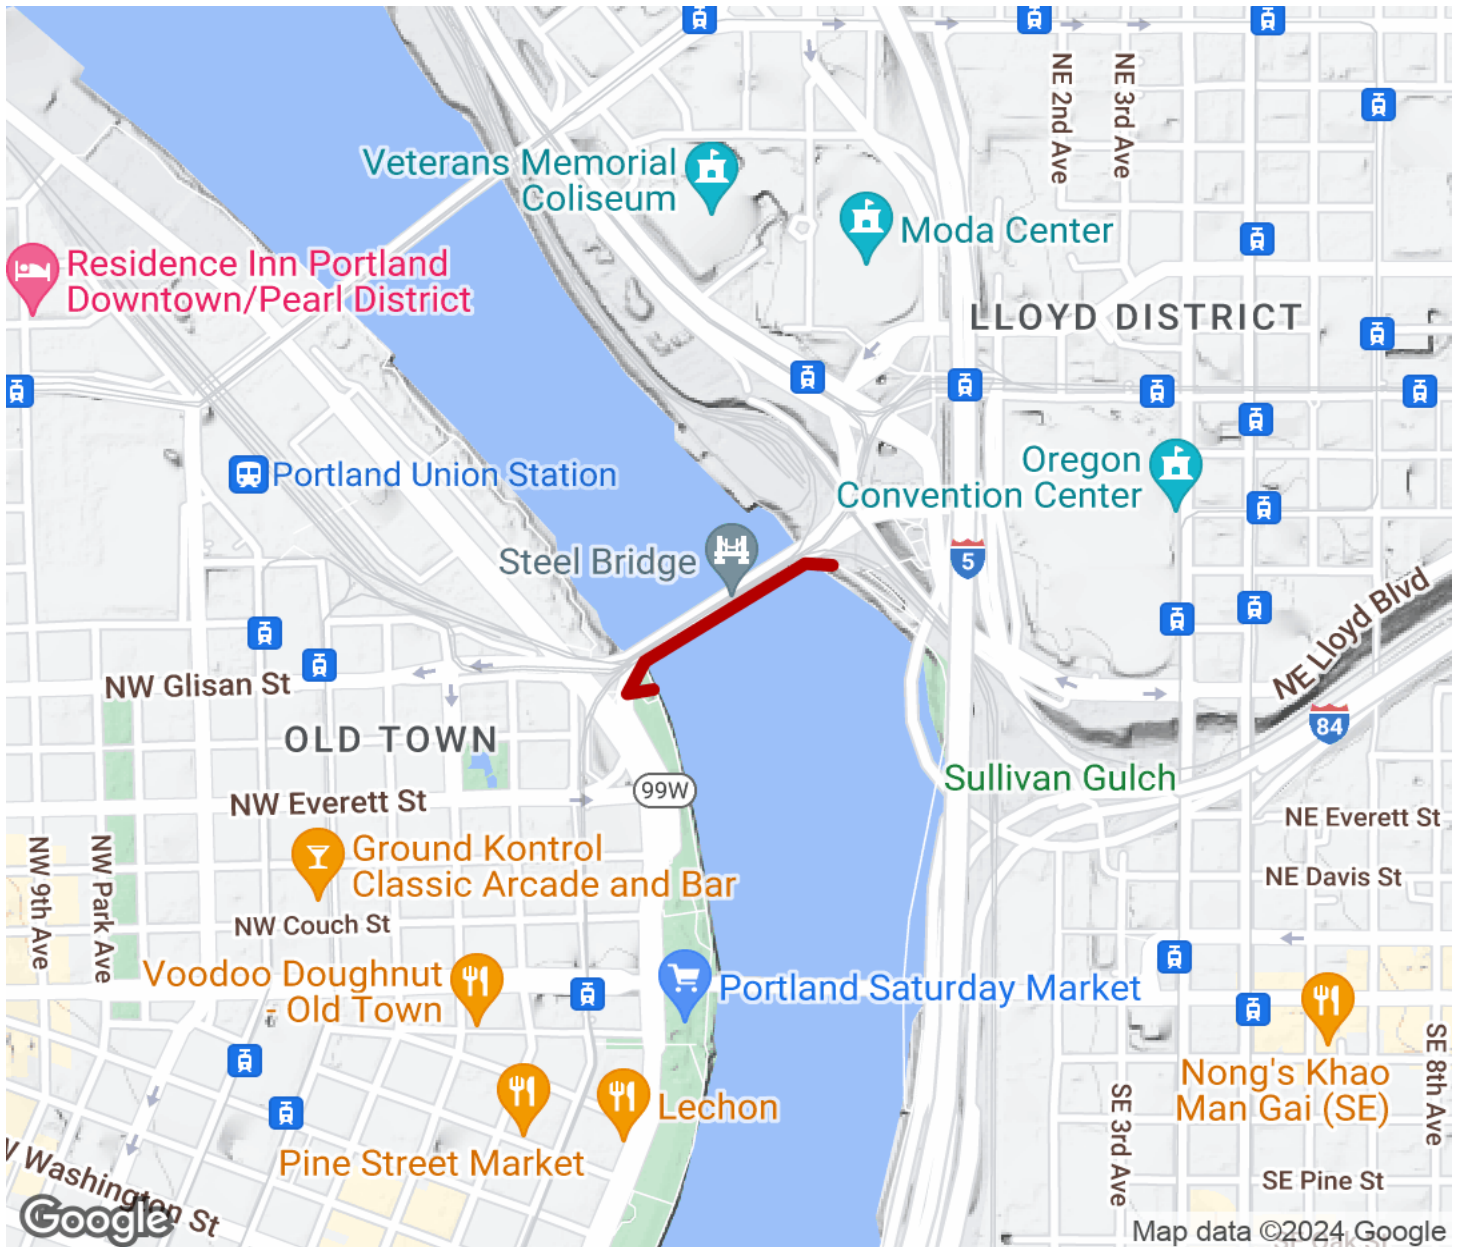 NE 2nd Ave
NE 3rd Ave
Veterans Memorial
Coliseum
Moda Center
Residence Inn Portland
Downtown/Pearl District
LLOYD DISTRICT
Portland Union Station
Oregon
Convention Center
Steel Bridge
5
NE Lloyd Blvd
NW Glisan St
OLD TOWN
84
Sullivan Gulch
99W
NW Everett St
NE Everett St
Ground Kontrol
Classic Arcade and Bar
NE Davis St
NW 9th Ave
NW Park Ave
NW Couch St
Voodoo Doughnut
- Old Town
Portland Saturday Market
Nong's Khao
Man Gai (SE)
SE 8th Ave
SE 3rd Ave
Lechon
Pine Street Market
SE Pine St
Washington St
Google
Map data ©2024 Google